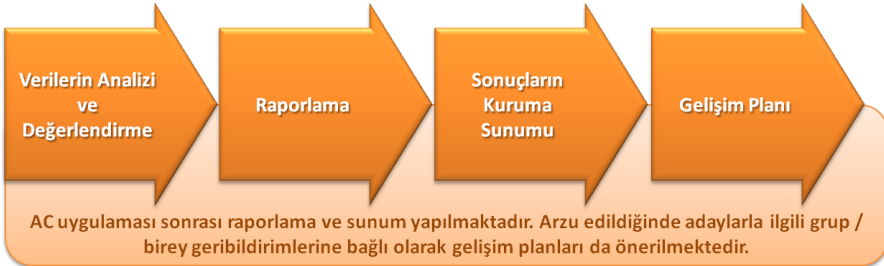 Verilerin Analizi
ve
Değerlendirme
Raporlama
Sonuçların
Kuruma
Sunumu
Gelişim Planı
AC uygulaması sonrası raporlama ve sunum yapılmaktadır. Arzu edildiğinde adaylarla ilgili grup /
birey geribildirimlerine bağlı olarak gelişim planları da önerilmektedir.